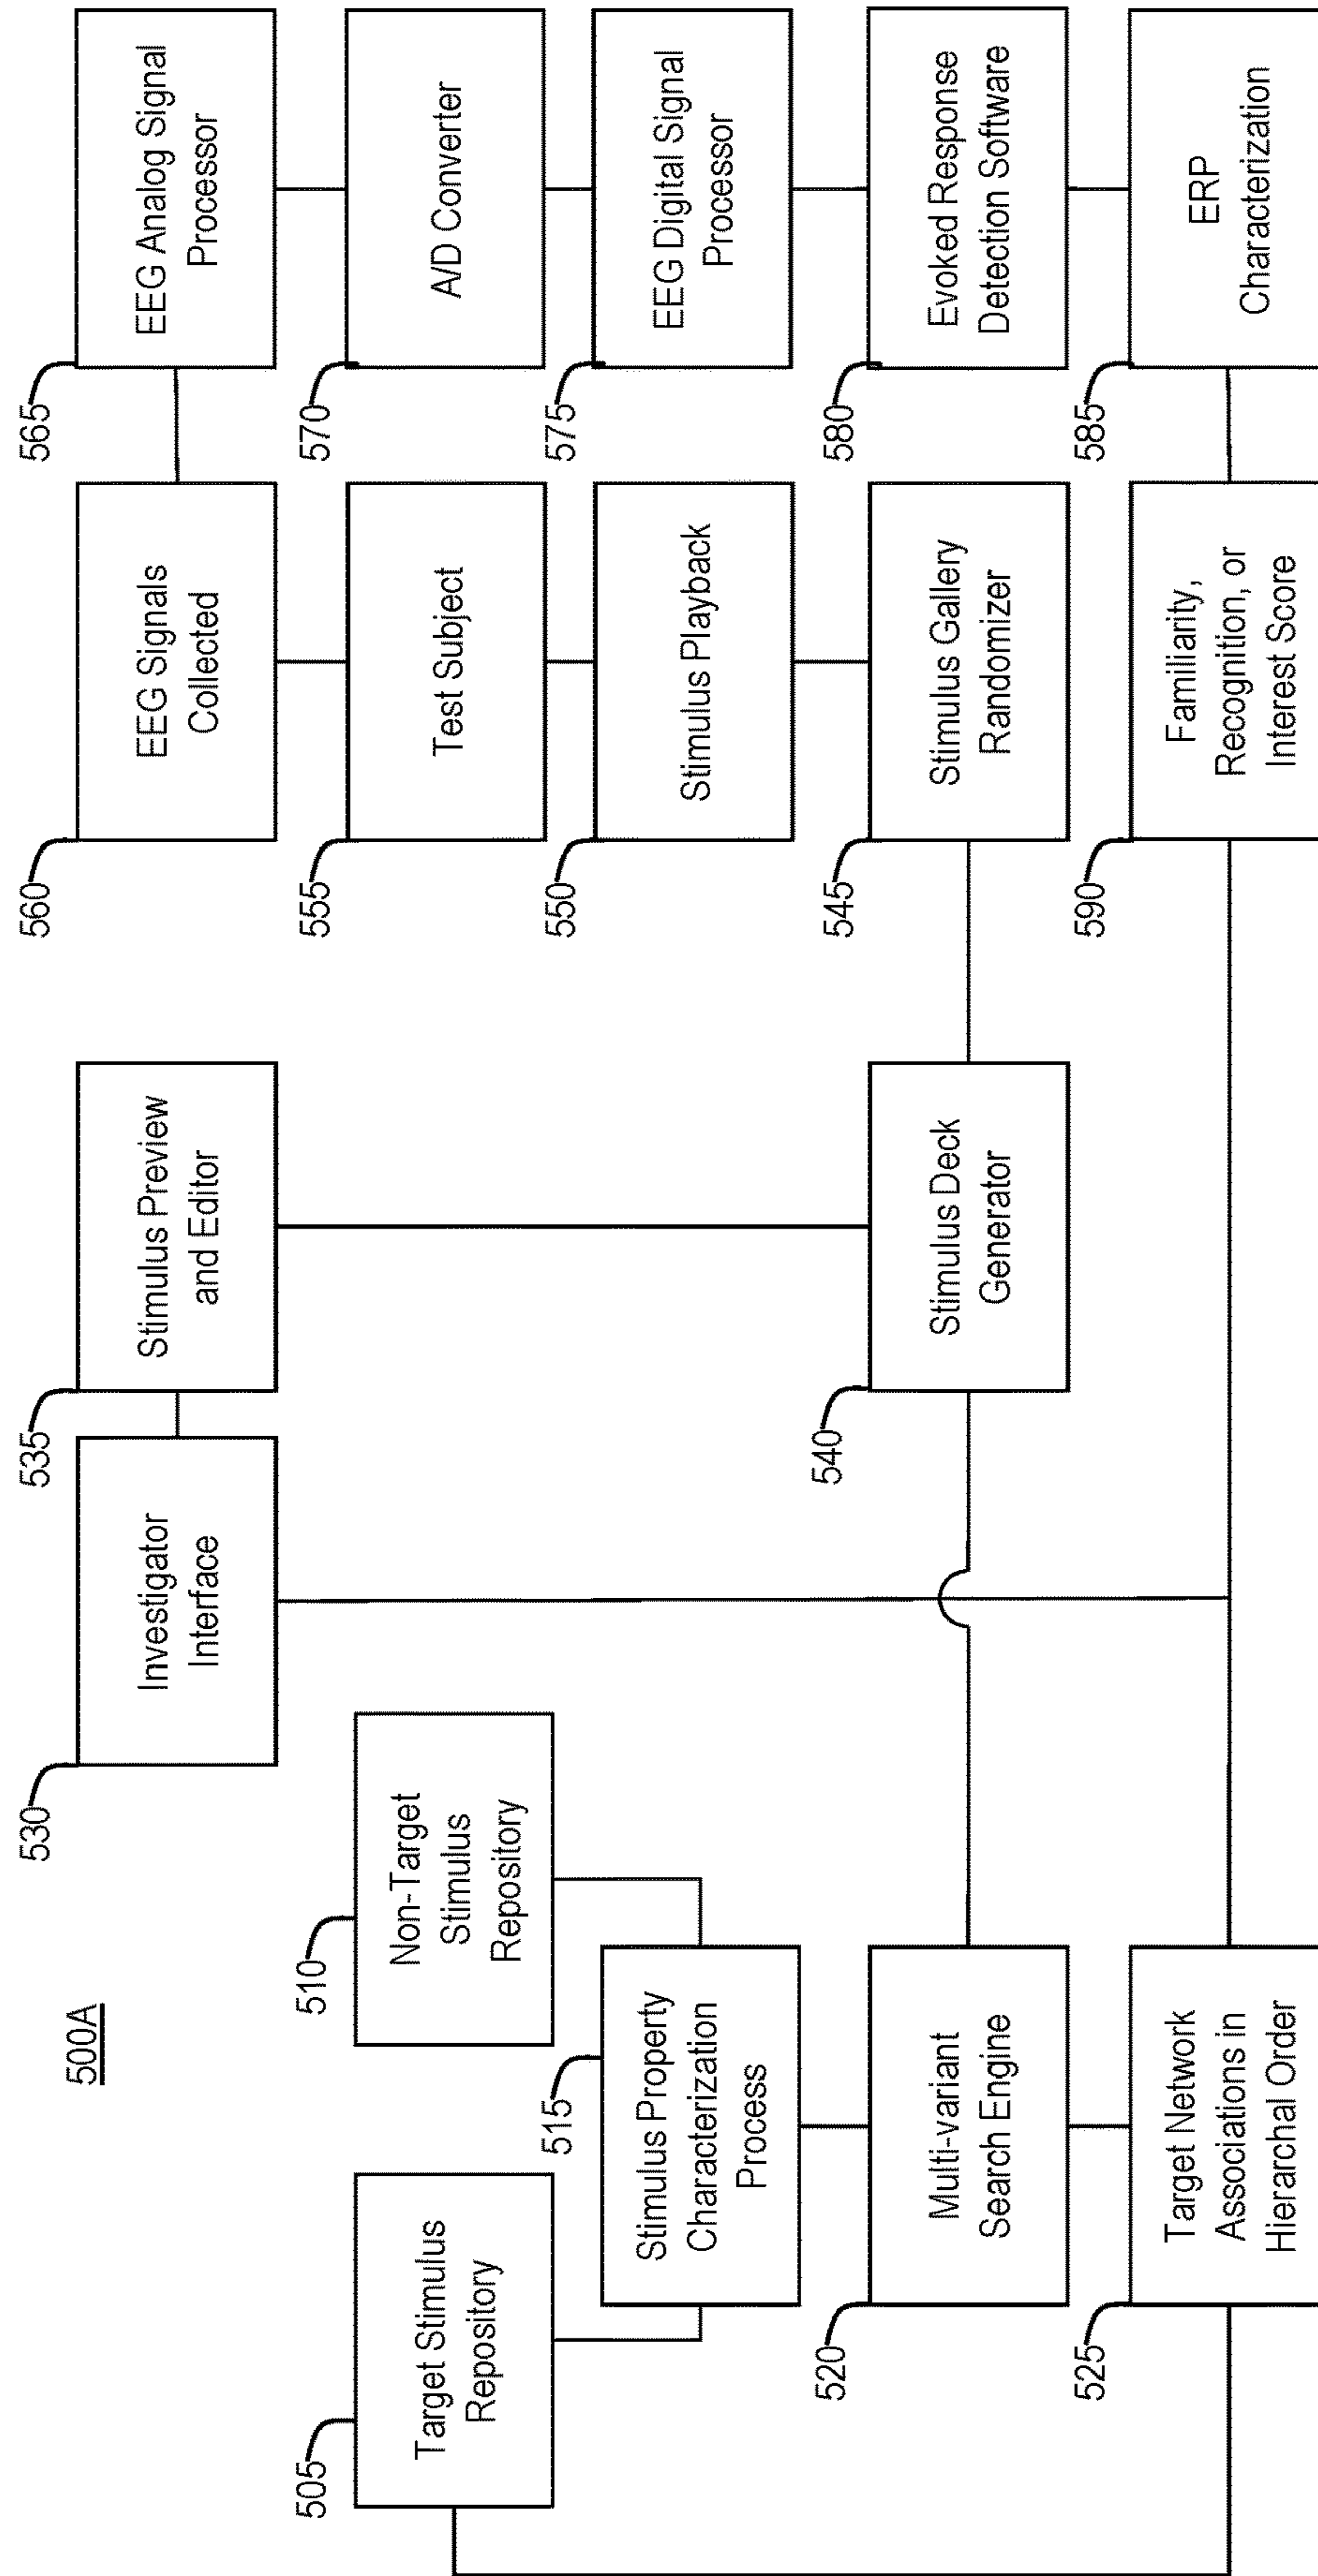 500A
505
Target Stimulus
Repository
510
Non-Target
Stimulus
Repository
515
Stimulus Property
Characterization
Process
520
Multi-variant
Search Engine
525
Target Network
Associations in
Hierarchal Order
530
Investigator
Interface
535
Stimulus Preview
and Editor
540
Stimulus Deck
Generator
560
EEG Signals
Collected
555
Test Subject
550
Stimulus Playback
545
Stimulus Gallery
Randomizer
590
Familiarity,
Recognition, or
Interest Score
565
EEG Analog Signal
Processor
570
A/D Converter
575
EEG Digital Signal
Processor
580
Evoked Response
Detection Software
585
ERP
Characterization